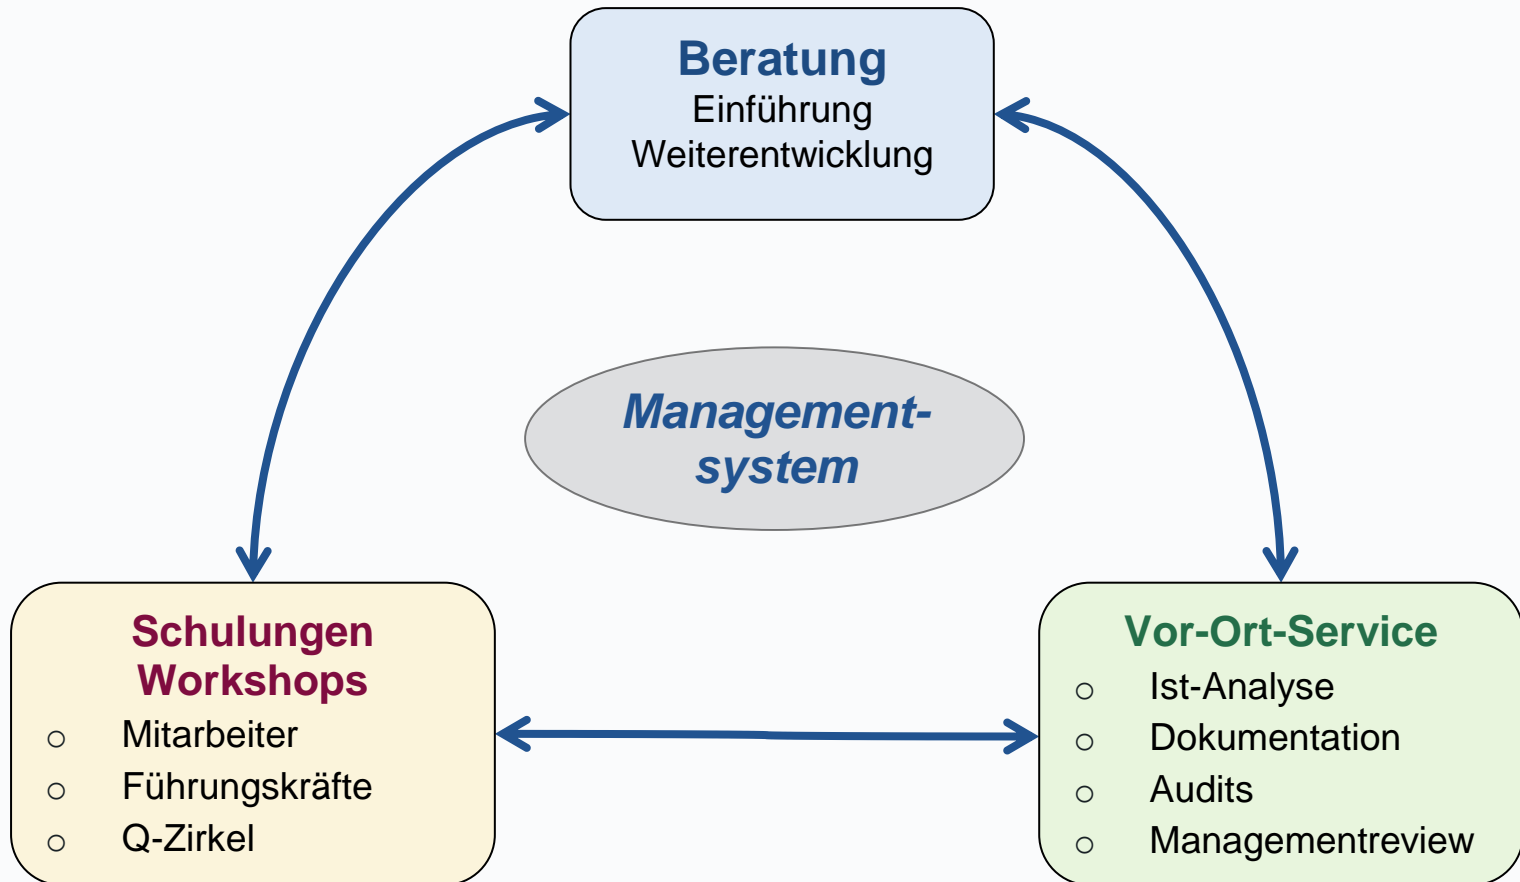 Beratung
Einführung
Weiterentwicklung
Management-
system
Schulungen
Workshops
o Mitarbeiter
o Führungskräfte
o Q-Zirkel
Vor-Ort-Service
o Ist-Analyse
o Dokumentation
o Audits
o Managementreview